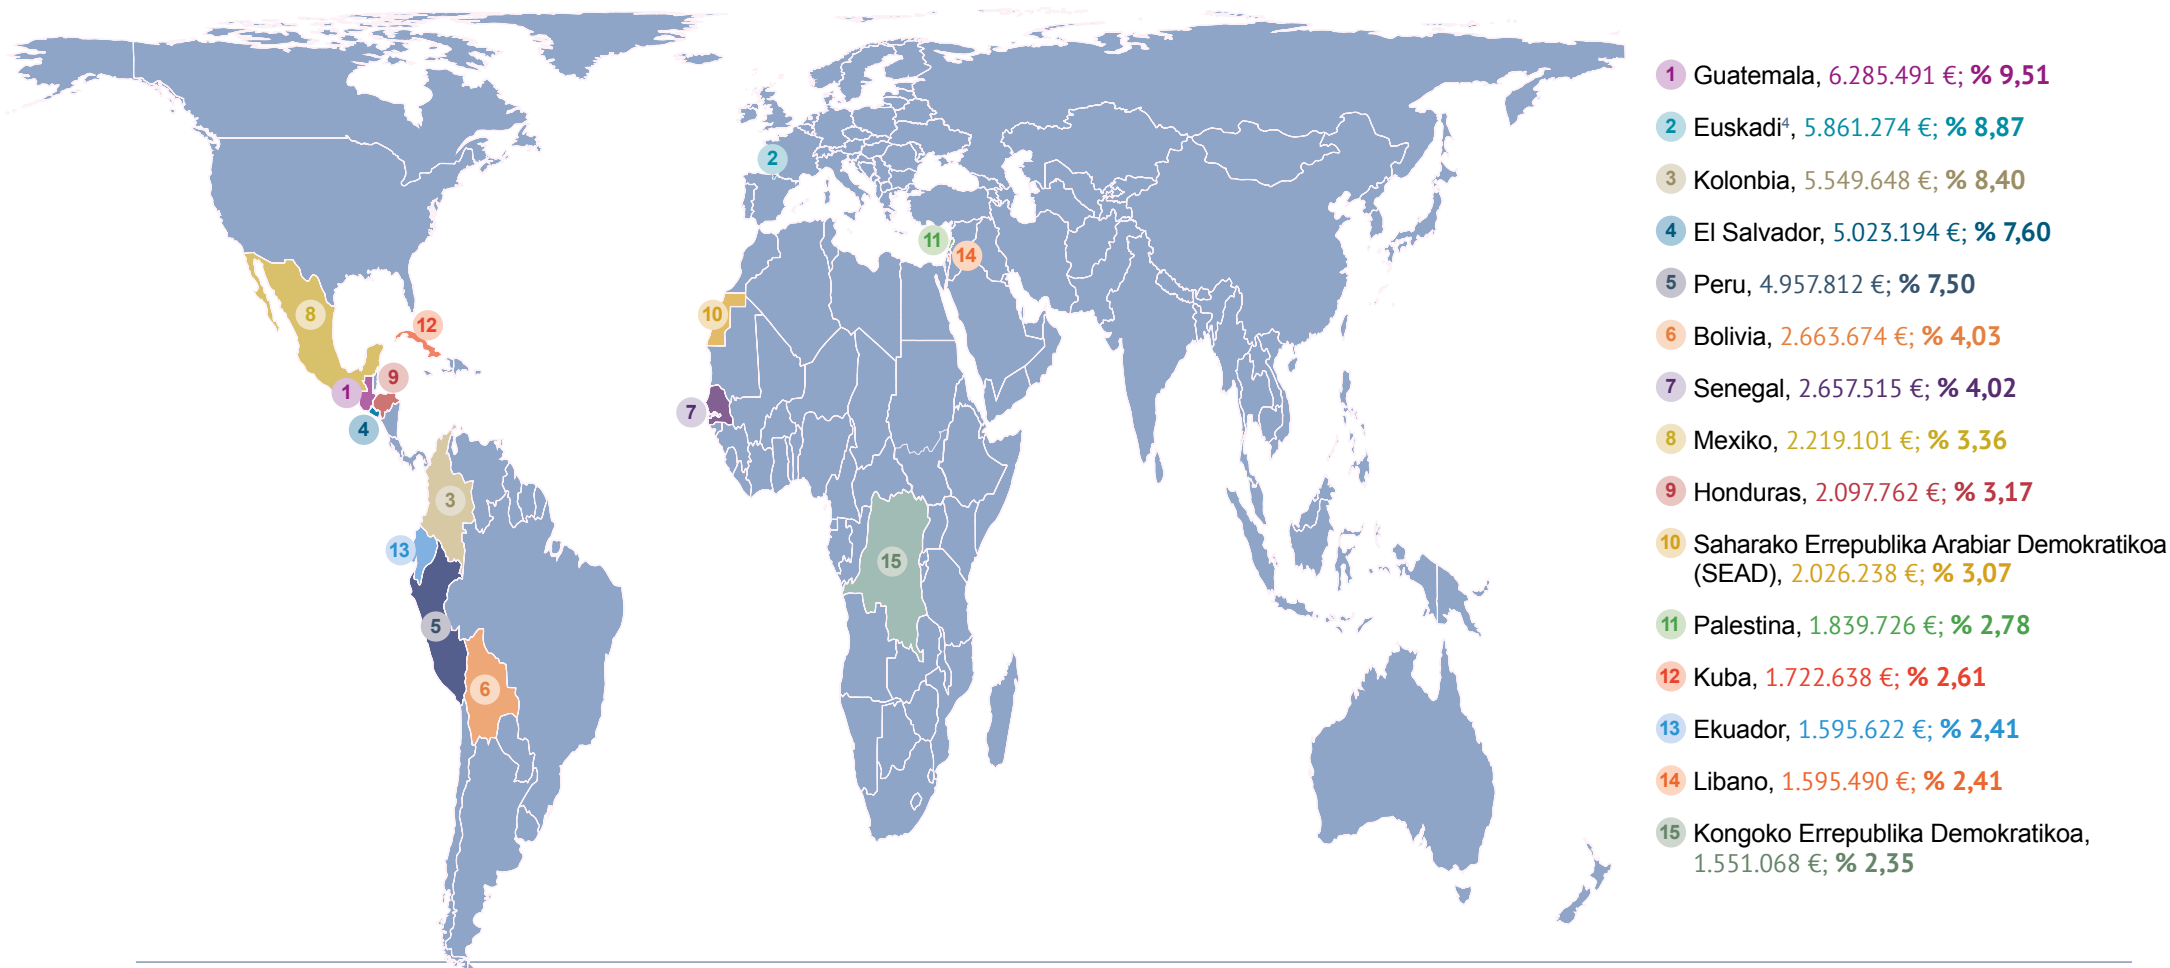 1 Guatemala, 6.285.491 €; % 9,51
2 Euskadi⁴, 5.861.274 €; % 8,87
3 Kolonbia, 5.549.648 €; % 8,40
4 El Salvador, 5.023.194 €; % 7,60
5 Peru, 4.957.812 €; % 7,50
6 Bolivia, 2.663.674 €; % 4,03
7 Senegal, 2.657.515 €; % 4,02
8 Mexiko, 2.219.101 €; % 3,36
9 Honduras, 2.097.762 €; % 3,17
10 Saharako Errepublika Arabiar Demokratikoa
(SEAD), 2.026.238 €; % 3,07
11 Palestina, 1.839.726 €; % 2,78
12 Kuba, 1.722.638 €; % 2,61
13 Ekuador, 1.595.622 €; % 2,41
14 Libano, 1.595.490 €; % 2,41
15 Kongoko Errepublika Demokratikoa,
1.551.068 €; % 2,35
2
11
14
8
10
12
9
1
7
4
3
13
15
5
6